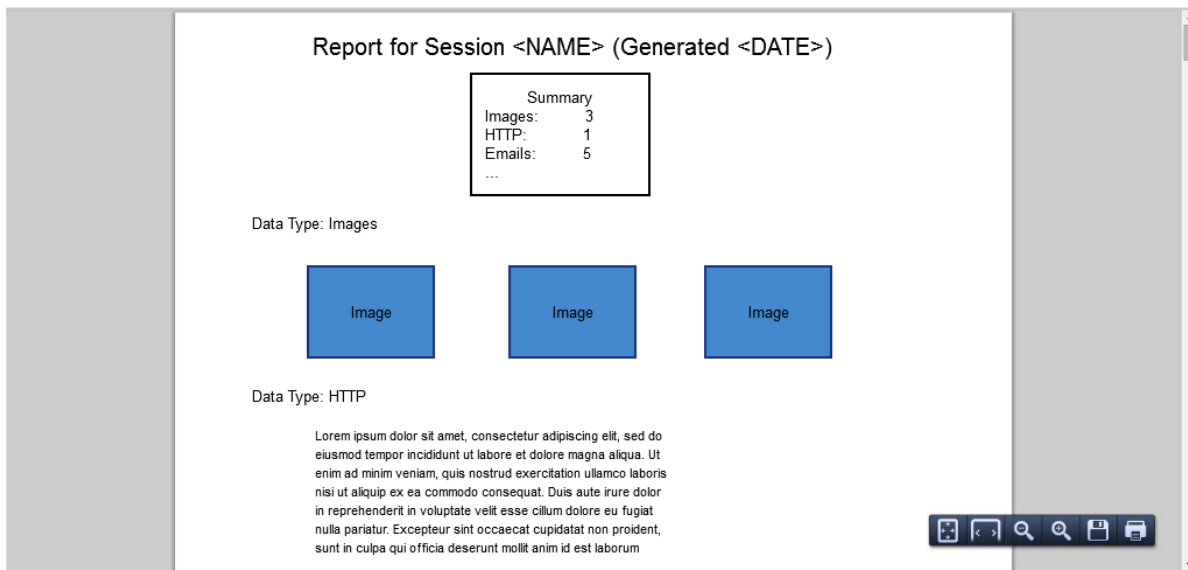 Report for Session <NAME> (Generated <DATE>)
Summary
Images: 3
HTTP: 1
Emails: 5
...
Data Type: Images
Image Image Image
Data Type: HTTP
Lorem ipsum dolor sit amet, consectetur adipiscing elit, sed do
eiusmod tempor incididunt ut labore et dolore magna aliqua. Ut
enim ad minim veniam, quis nostrud exercitation ullamco laboris
nisi ut aliquip ex ea commodo consequat. Duis aute irure dolor
in reprehenderit in voluptate velit esse cillum dolore eu fugiat
nulla pariatur. Excepteur sint occaecat cupidatat non proident,
sunt in culpa qui officia deserunt mollit anim id est laborum